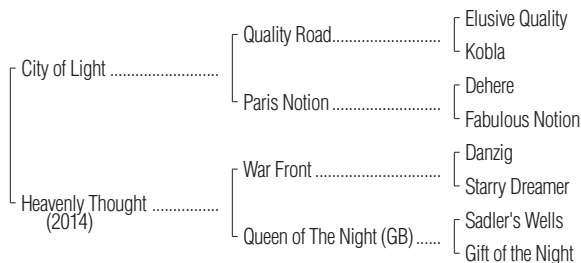 Elusive Quality
Quality Road
Kobla
City of Light
Dehere
Paris Notion
Fabulous Notion
Danzig
War Front
Starry Dreamer
Heavenly Thought
(2014)
Sadler's Wells
Queen of The Night (GB)
Gift of the Night